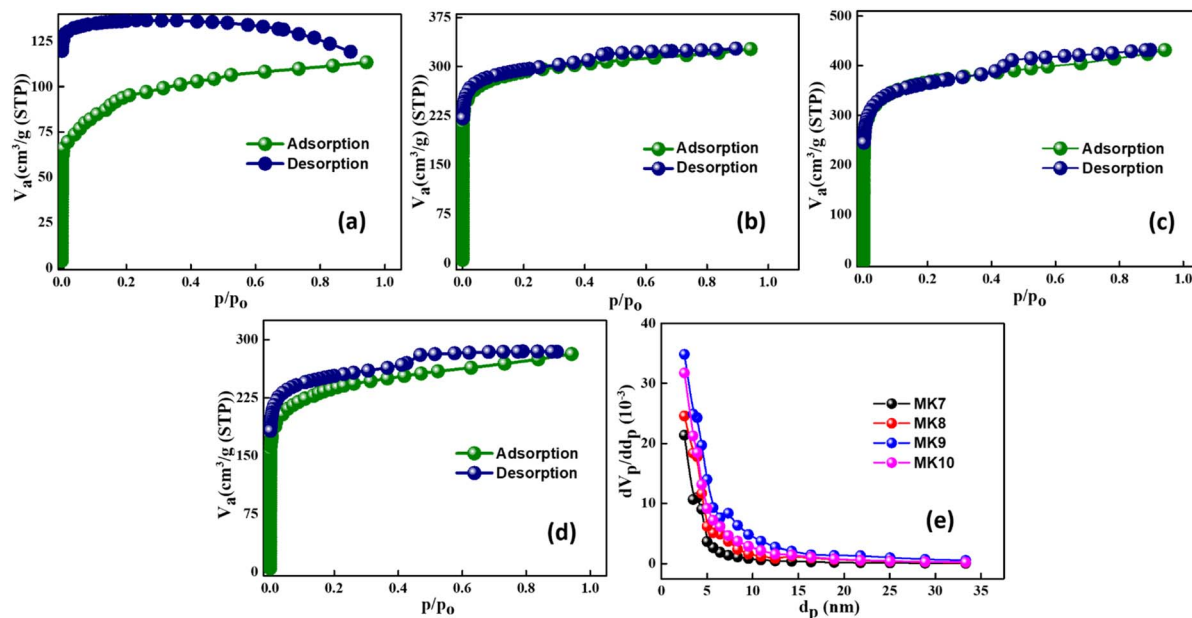 125
100
75
50
25
0
Va(cm³/g (STP))
Adsorption
Desorption
(a)
0.0 0.2 0.4 0.6 0.8 1.0
p/po
375
300
225
150
75
0
Va(cm³/g) (STP))
Adsorption
Desorption
(b)
0.0 0.2 0.4 0.6 0.8 1.0
p/po
500
400
300
200
100
0
Va(cm³/g (STP))
Adsorption
Desorption
(c)
0.0 0.2 0.4 0.6 0.8 1.0
p/po
300
225
150
75
0
Va(cm³/g (STP))
Adsorption
Desorption
(d)
0.0 0.2 0.4 0.6 0.8 1.0
p/po
40
30
20
10
0
dVp/ddp (10⁻³)
MK7
MK8
MK9
MK10
(e)
0 5 10 15 20 25 30 35
dp (nm)